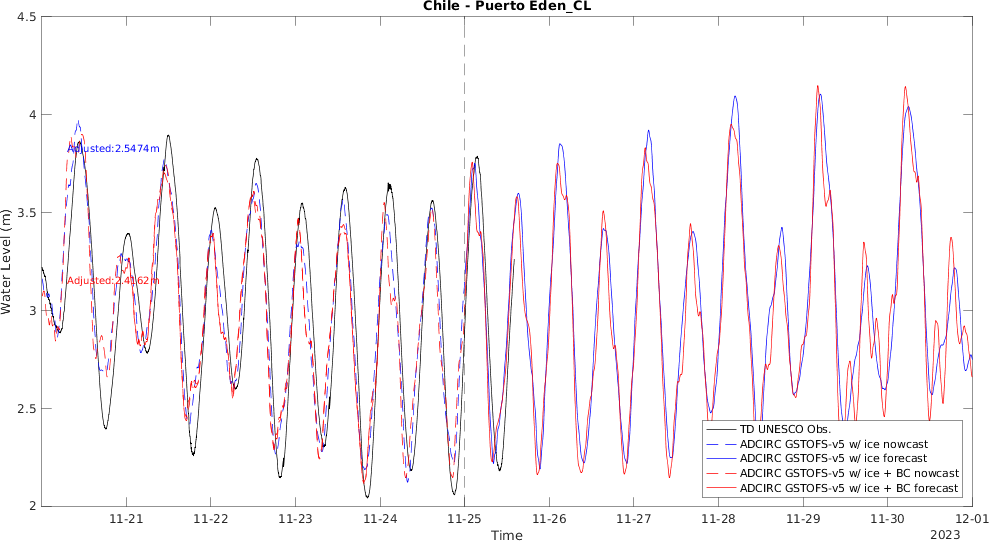 Chile - Puerto Eden_CL
4.5
4
3.5
3
2.5
2
Water Level (m)
Adjusted:2.5474m
Adjusted:2.4162m
TD UNESCO Obs.
ADCIRC GSTOFS-v5 w/ ice nowcast
ADCIRC GSTOFS-v5 w/ ice forecast
ADCIRC GSTOFS-v5 w/ ice + BC nowcast
ADCIRC GSTOFS-v5 w/ ice + BC forecast
11-21 11-22 11-23 11-24 11-25 11-26 11-27 11-28 11-29 11-30 12-01
Time
2023